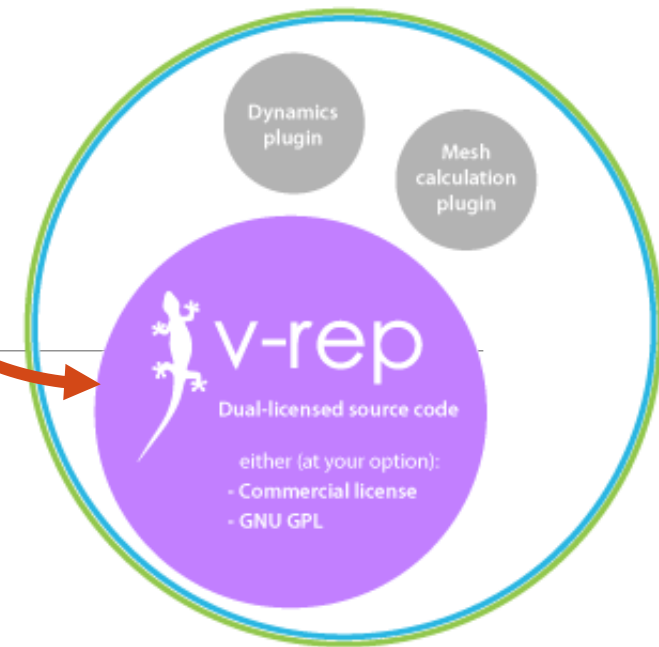 Dynamics
plugin
Mesh
calculation
plugin
v-rep
Dual-licensed source code
either (at your option):
- Commercial license
- GNU GPL